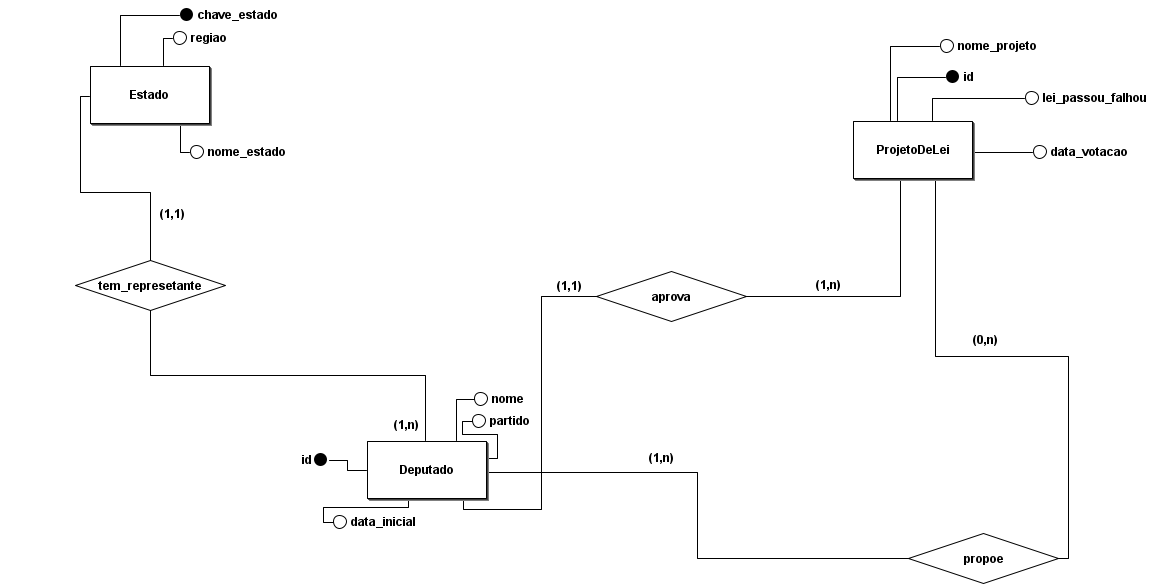 chave_estado
regiao
Estado
nome_estado
(1,1)
tem_represetante
nome_projeto
id
lei_passou_falhou
ProjetoDeLei
data_votacao
(1,1)
aprova
(1,n)
(0,n)
(1,n)
nome
partido
id
Deputado
data_inicial
(1,n)
propoe